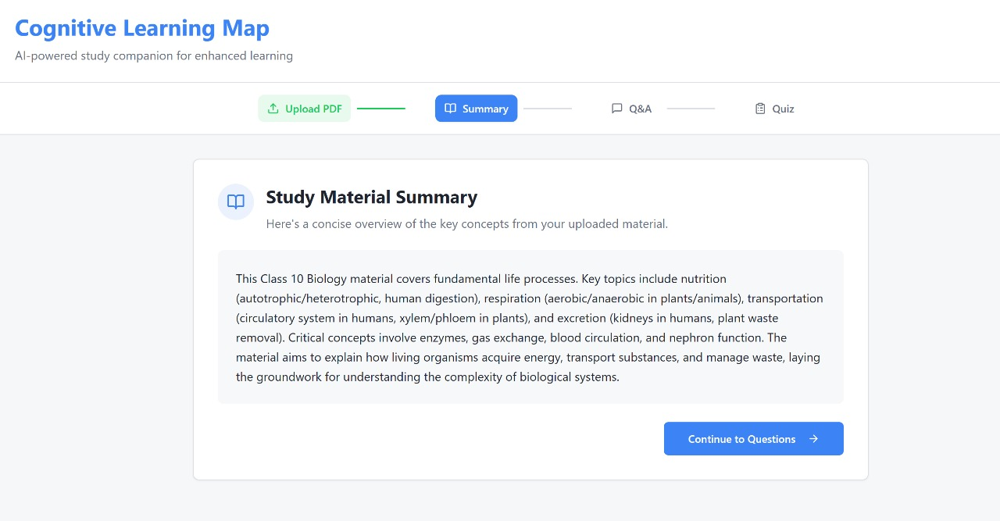 Cognitive Learning Map
AI-powered study companion for enhanced learning
Upload PDF
Summary
Q&A
Quiz
Study Material Summary
Here's a concise overview of the key concepts from your uploaded material.
This Class 10 Biology material covers fundamental life processes. Key topics include nutrition
(autotrophic/heterotrophic, human digestion), respiration (aerobic/anaerobic in plants/animals), transportation
(circulatory system in humans, xylem/phloem in plants), and excretion (kidneys in humans, plant waste
removal). Critical concepts involve enzymes, gas exchange, blood circulation, and nephron function. The
material aims to explain how living organisms acquire energy, transport substances, and manage waste, laying
the groundwork for understanding the complexity of biological systems.
Continue to Questions